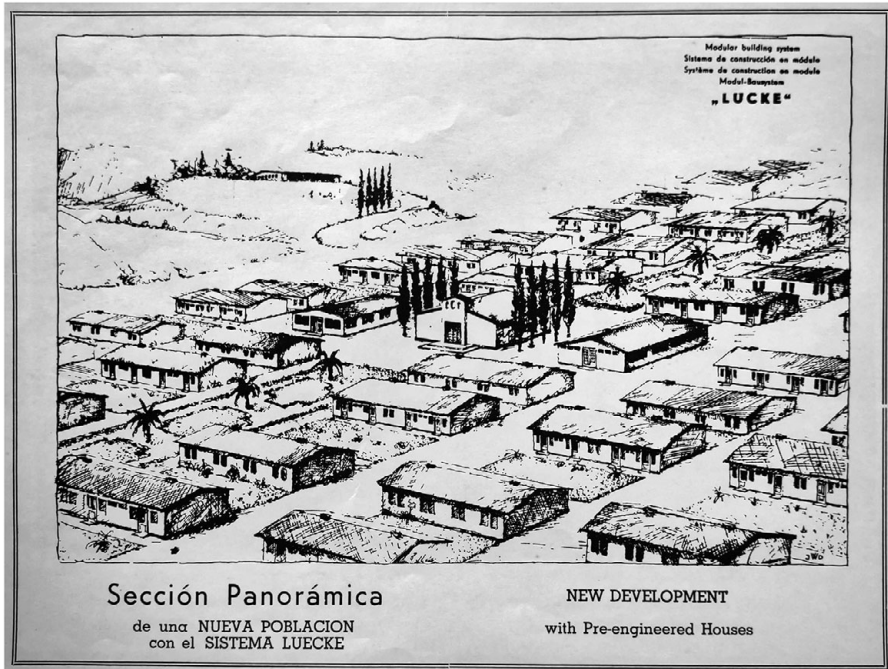 Modular building system
Sistema de construcción en módulo
Système de construction en module
Modul-Bausystem
„LUCKE“
Sección Panorámica
de una NUEVA POBLACION
con el SISTEMA LUECKE
NEW DEVELOPMENT
with Pre-engineered Houses